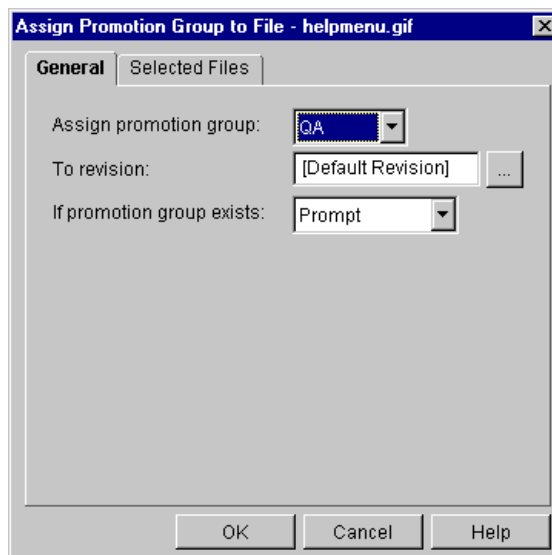 Assign Promotion Group to File - helpmenu.gif
General Selected Files
Assign promotion group: QA
To revision: [Default Revision] ...
If promotion group exists: Prompt
OK Cancel Help